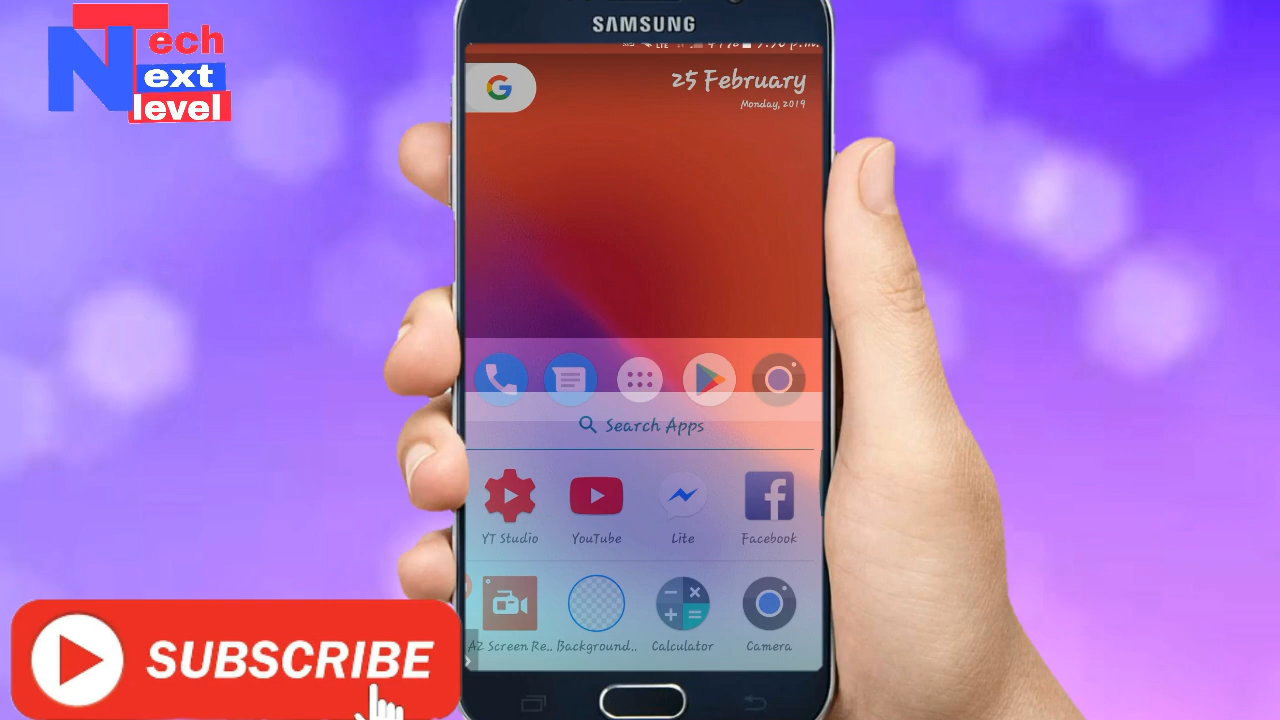 Tech
Next
level
SAMSUNG
G
25 February
Monday, 2019
Search Apps
YT Studio
YouTube
Lite
Facebook
AZ Screen Re..
Background..
Calculator
Camera
SUBSCRIBE